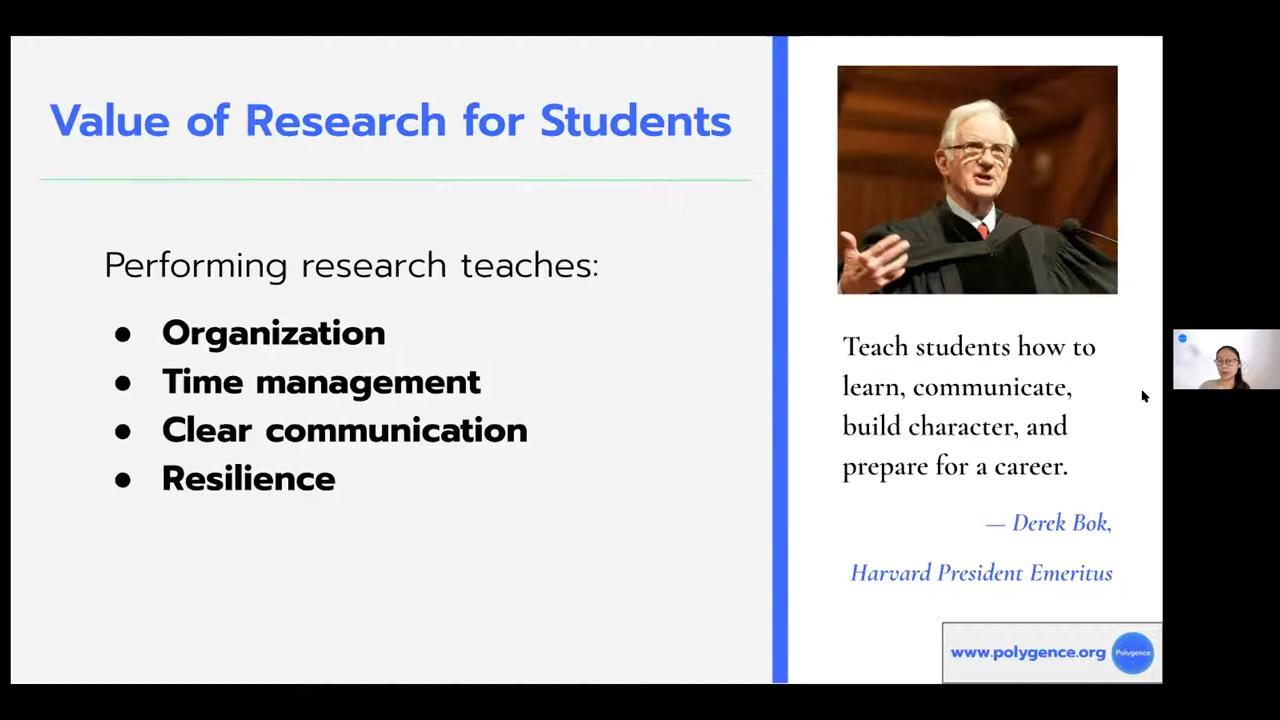 Value of Research for Students
Performing research teaches:
● Organization
● Time management
● Clear communication
● Resilience
Teach students how to
learn, communicate,
build character, and
prepare for a career.
— Derek Bok,
Harvard President Emeritus
www.polygence.org
Polygence